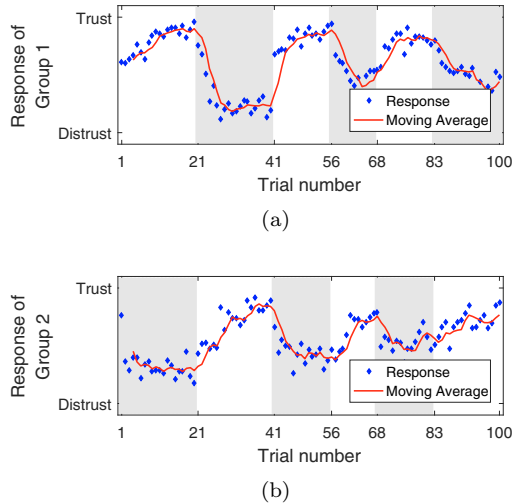 Response of
Group 1
Trust
Distrust
Response
Moving Average
1 21 41 56 68 83 100
Trial number
(a)
Response of
Group 2
Trust
Distrust
Response
Moving Average
1 21 41 56 68 83 100
Trial number
(b)